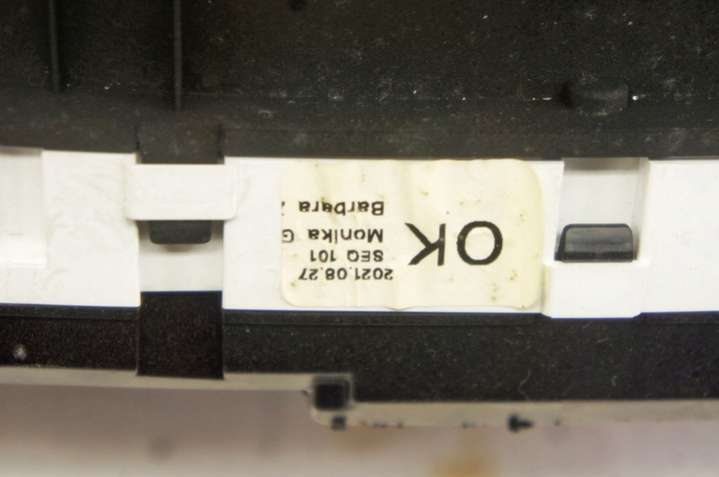 OK
2021.08.27
SEQ 101
Monika G
Barbara